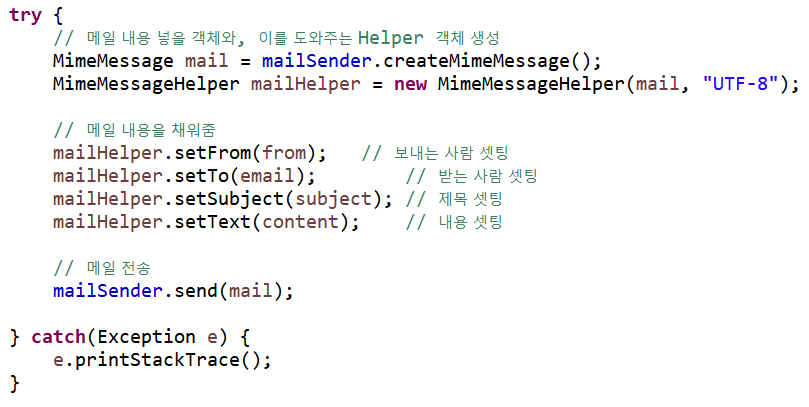 try {
    // 메일 내용 넣을 객체와, 이를 도와주는 Helper 객체 생성
    MimeMessage mail = mailSender.createMimeMessage();
    MimeMessageHelper mailHelper = new MimeMessageHelper(mail, "UTF-8");

    // 메일 내용을 채워줌
    mailHelper.setFrom(from);   // 보내는 사람 셋팅
    mailHelper.setTo(email);        // 받는 사람 셋팅
    mailHelper.setSubject(subject); // 제목 셋팅
    mailHelper.setText(content);    // 내용 셋팅

    // 메일 전송
    mailSender.send(mail);

} catch(Exception e) {
    e.printStackTrace();
}